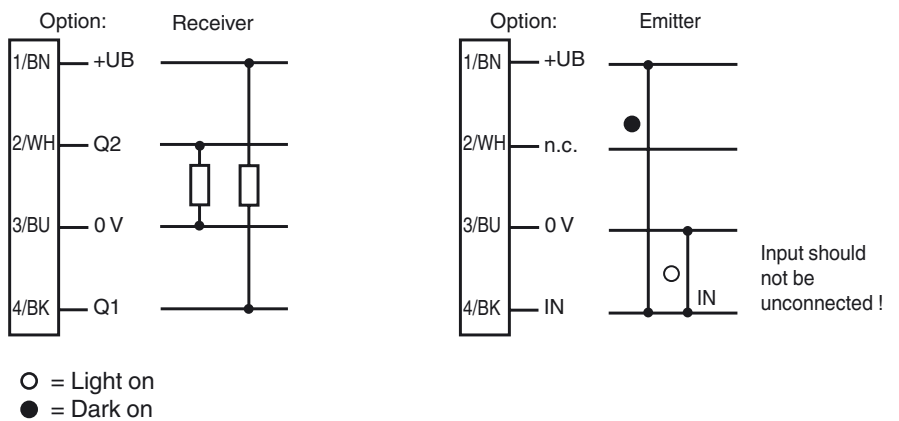 Option: Receiver
1/BN +UB
2/WH Q2
3/BU 0 V
4/BK Q1
Option: Emitter
1/BN +UB
2/WH n.c.
3/BU 0 V
4/BK IN
IN
Input should
not be
unconnected !
= Light on
= Dark on